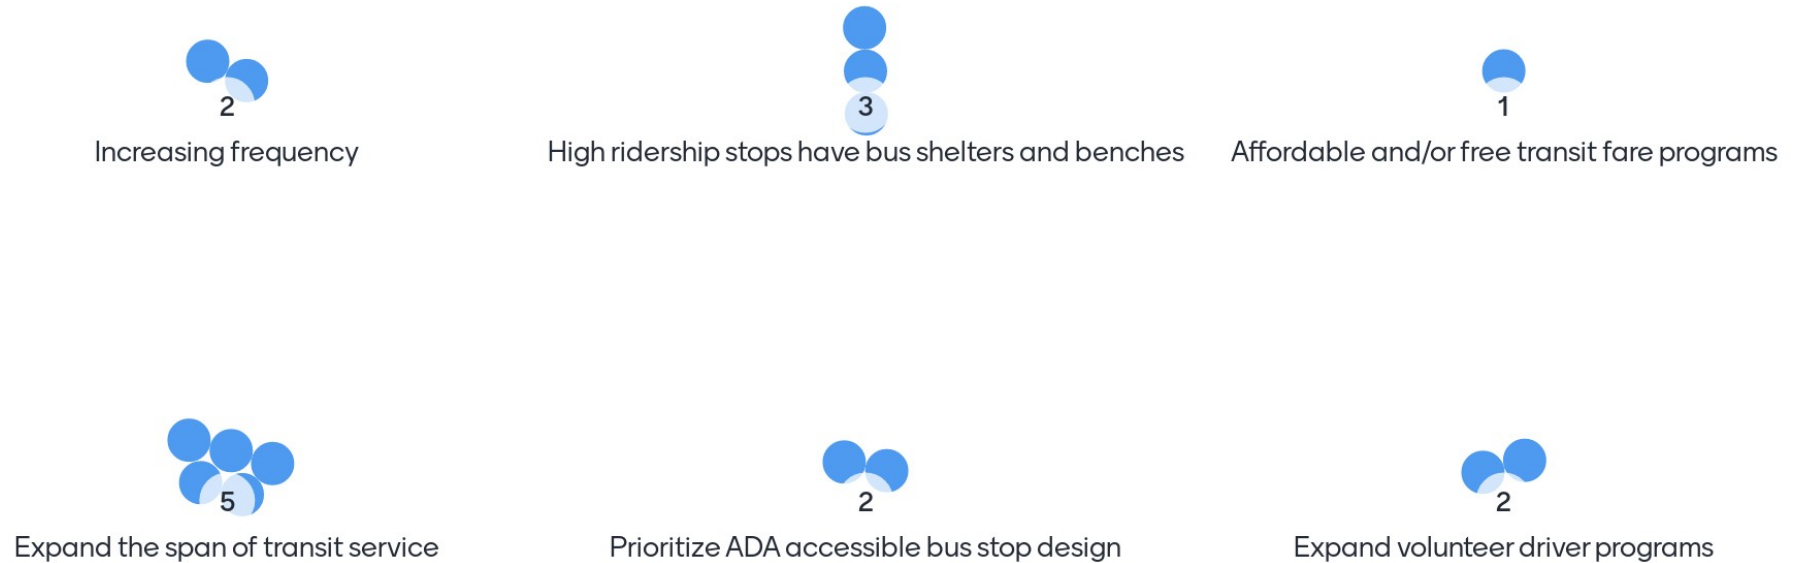 2
3
1
Increasing frequency
High ridership stops have bus shelters and benches
Affordable and/or free transit fare programs
5
2
2
Expand the span of transit service
Prioritize ADA accessible bus stop design
Expand volunteer driver programs